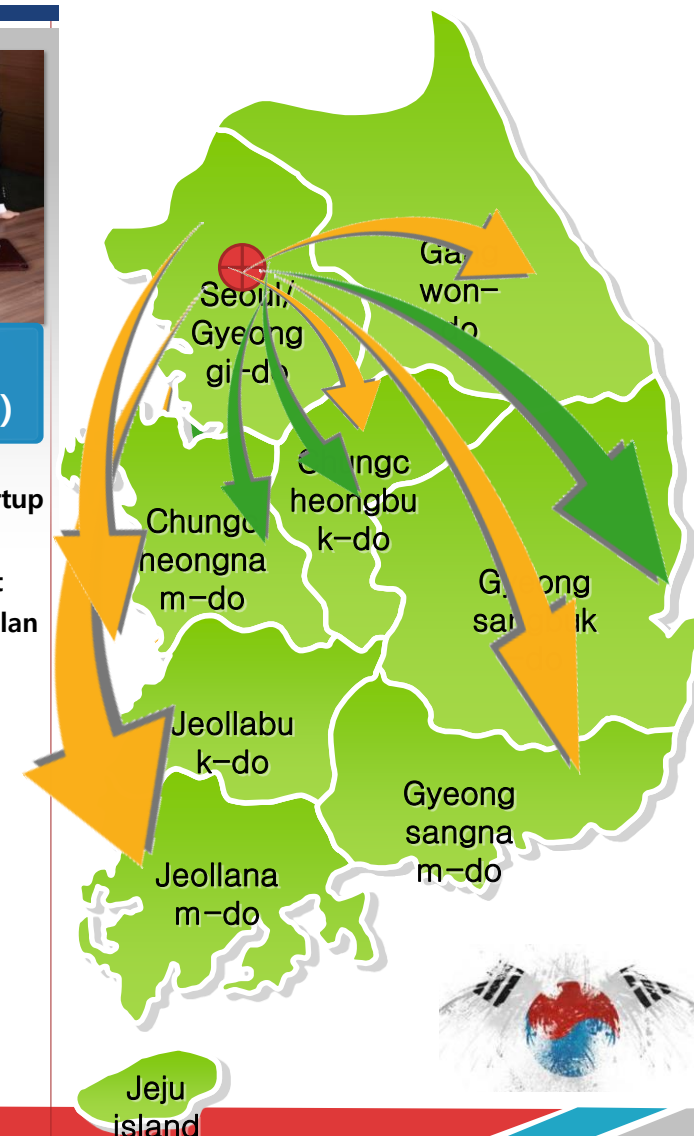 )
rtup
t
lan
Seoul/
Gyeong
gi-do
won-
Chungc
heongna
m-do
heongbu
k-do
Jeollabu
k-do
Gyeong
sangna
m-do
Jeollana
m-do
Jeju
island